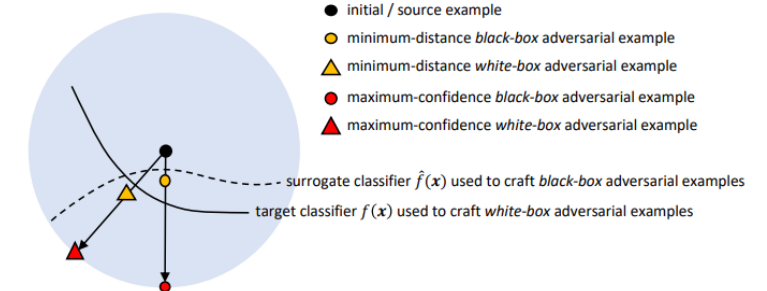 initial / source example
minimum-distance black-box adversarial example
minimum-distance white-box adversarial example
maximum-confidence black-box adversarial example
maximum-confidence white-box adversarial example
surrogate classifier f̂(x) used to craft black-box adversarial examples
target classifier f(x) used to craft white-box adversarial examples